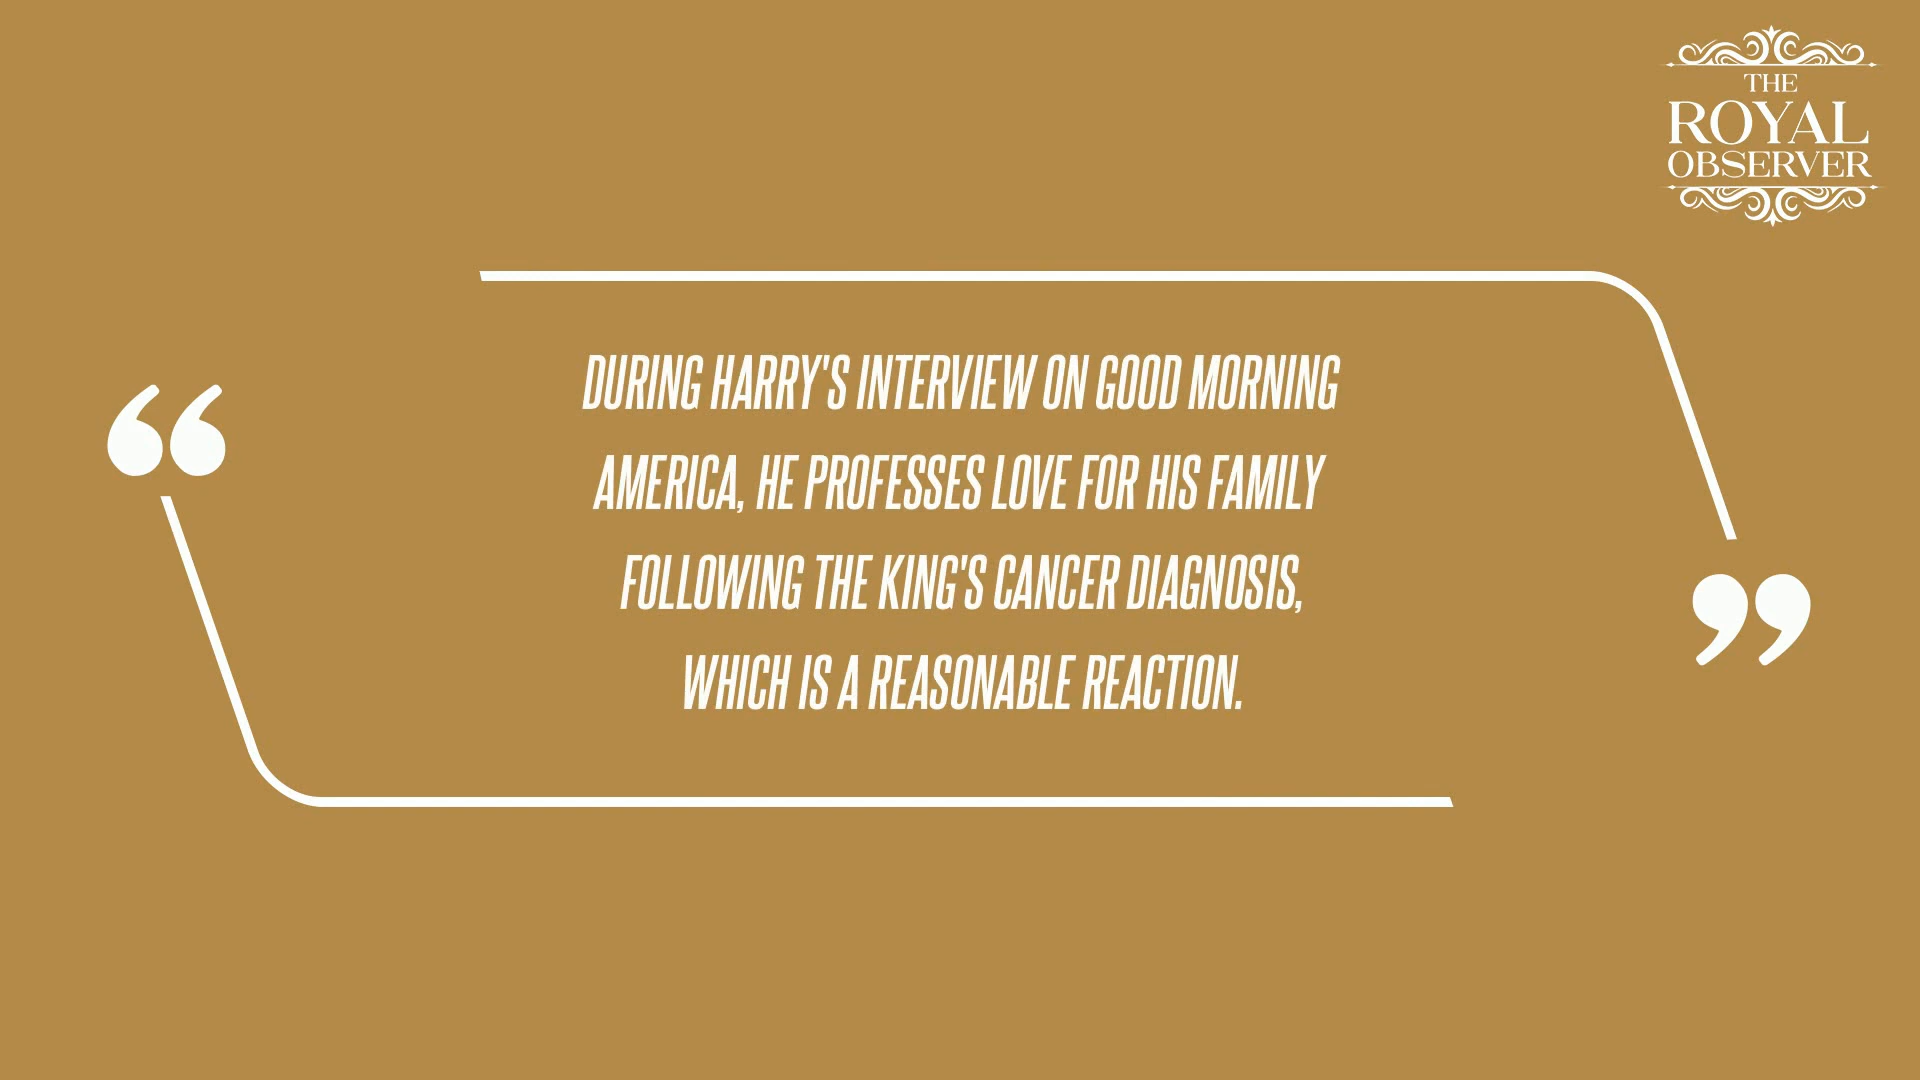 THE
ROYAL
OBSERVER
“
DURING HARRY'S INTERVIEW ON GOOD MORNING
AMERICA, HE PROFESSES LOVE FOR HIS FAMILY
FOLLOWING THE KING'S CANCER DIAGNOSIS,
WHICH IS A REASONABLE REACTION.
”